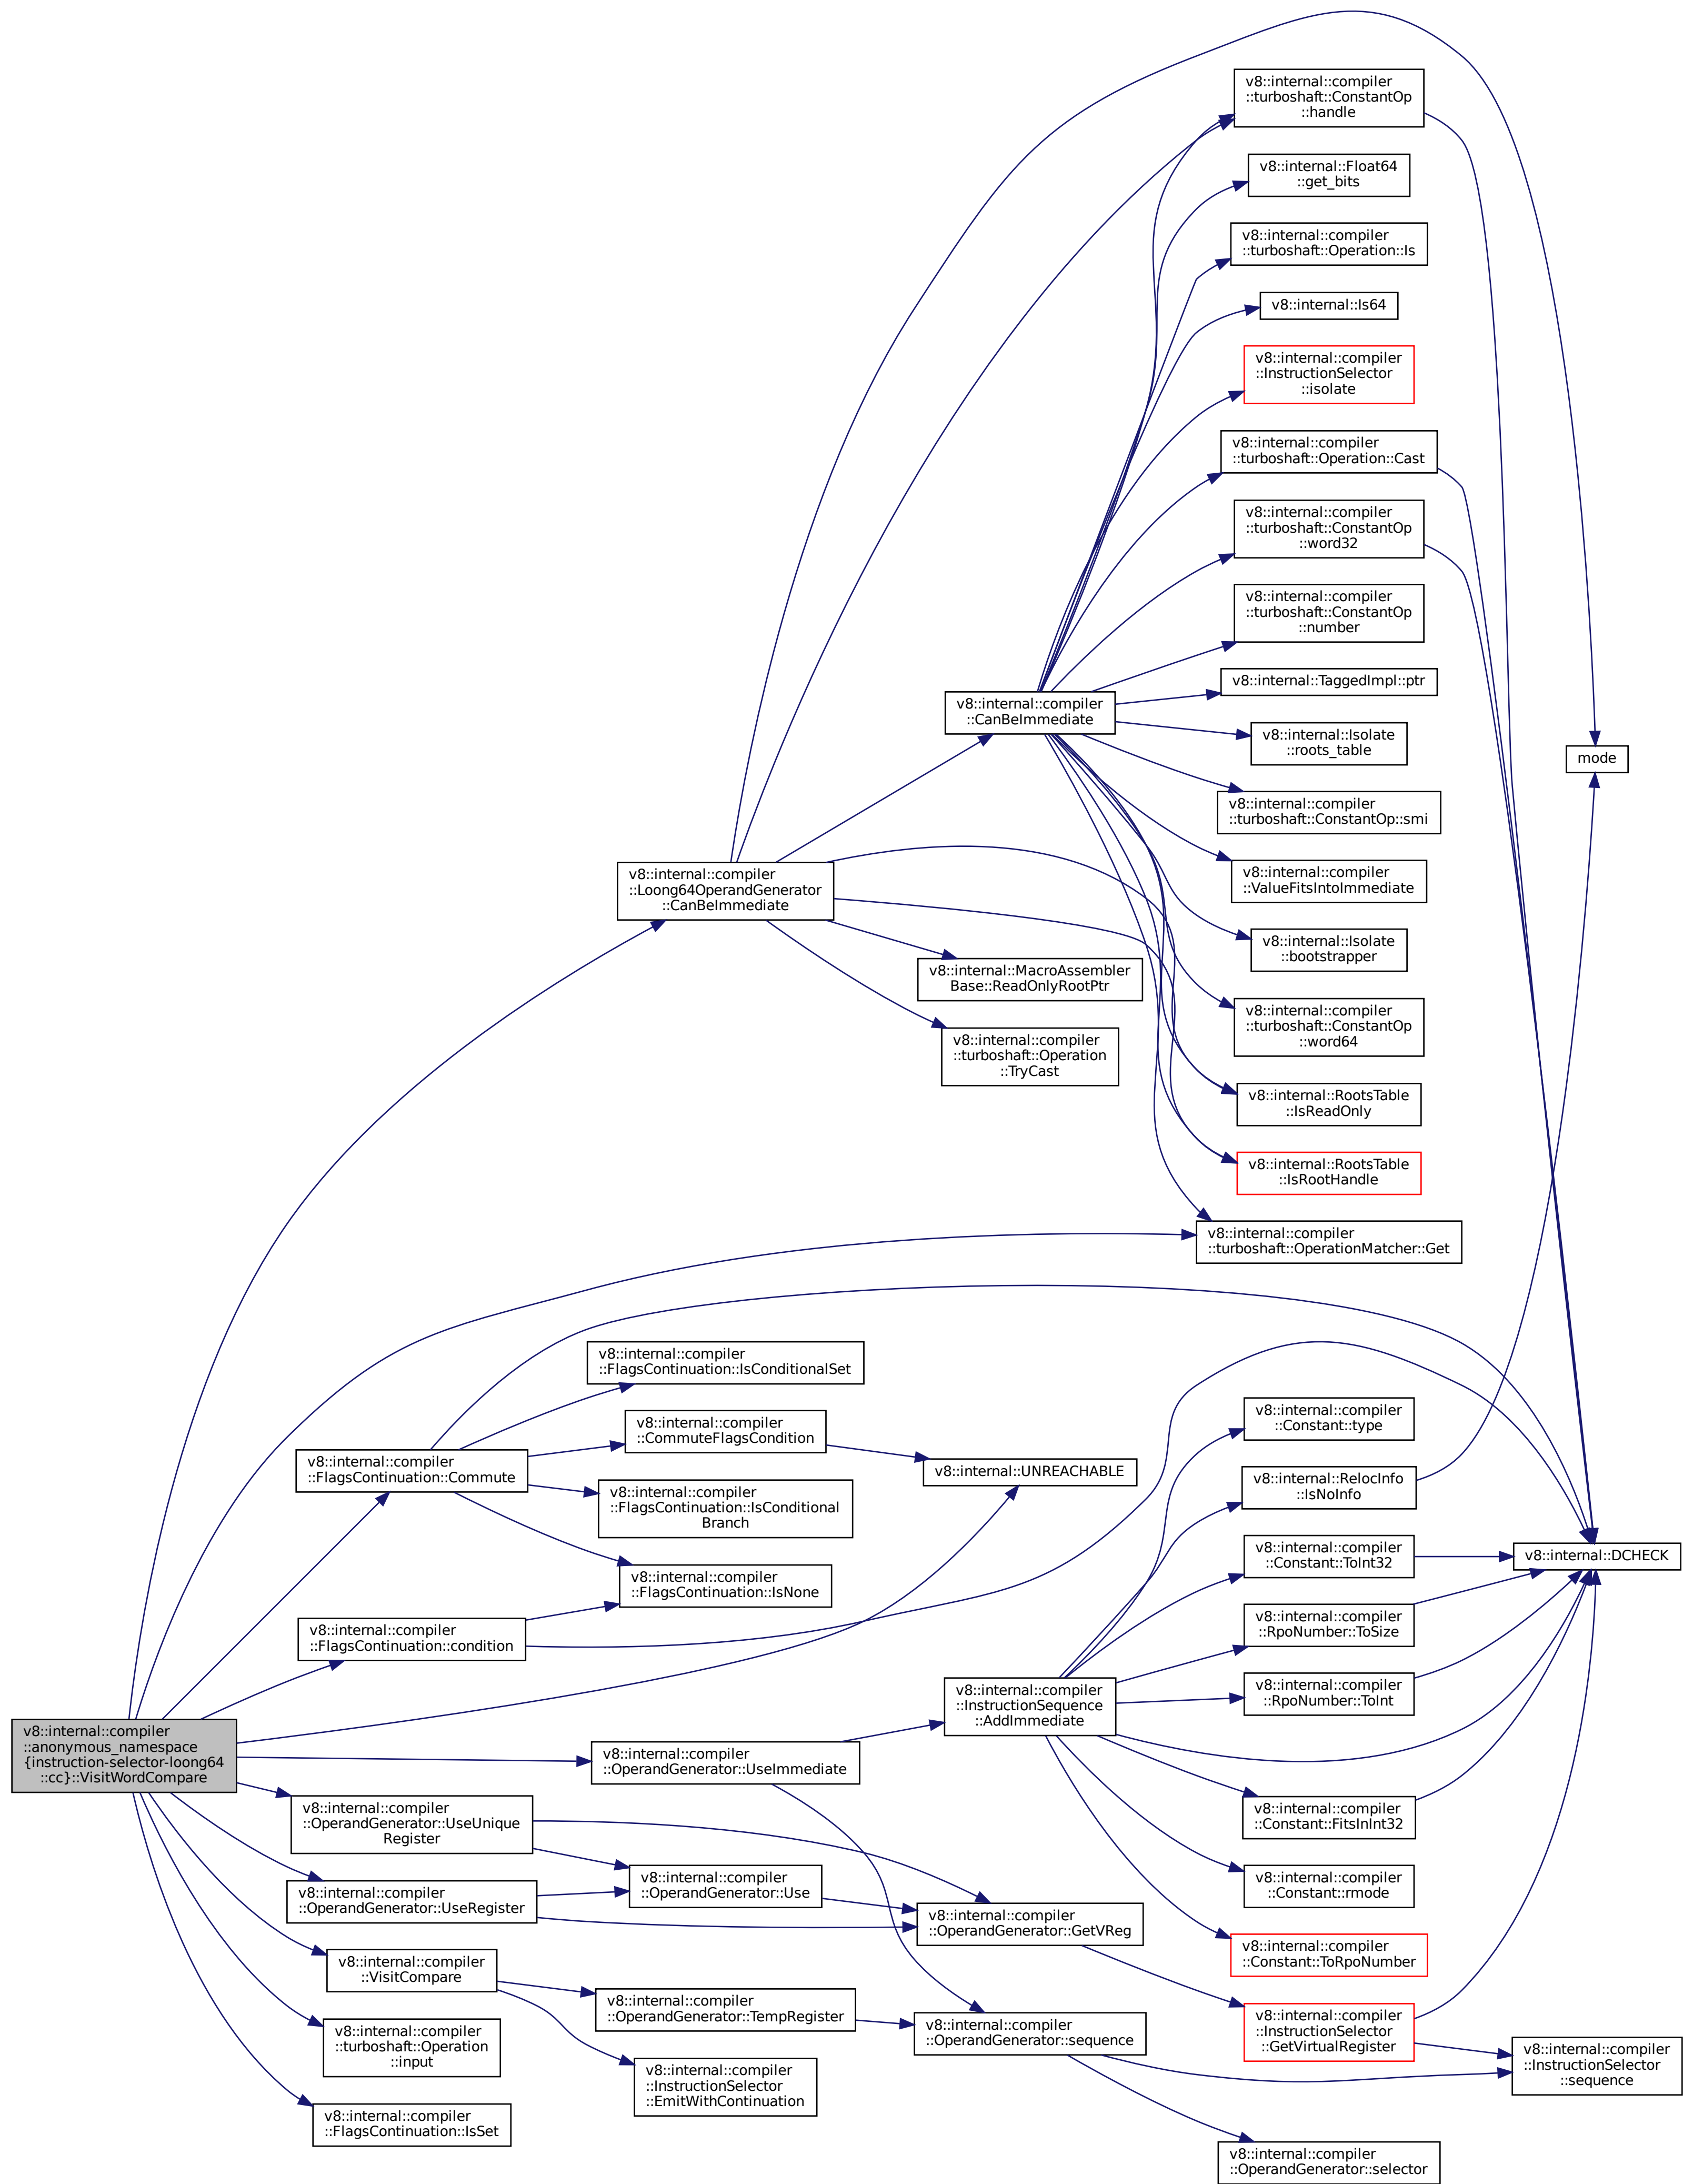 v8::internal::compiler
::turboshaft::ConstantOp
::handle
v8::internal::Float64
::get_bits
v8::internal::compiler
::turboshaft::Operation::Is
v8::internal::Is64
v8::internal::compiler
::InstructionSelector
::isolate
v8::internal::compiler
::turboshaft::Operation::Cast
v8::internal::compiler
::turboshaft::ConstantOp
::word32
v8::internal::compiler
::turboshaft::ConstantOp
::number
v8::internal::TaggedImpl::ptr
v8::internal::compiler
::CanBeImmediate
v8::internal::Isolate
::roots_table
mode
v8::internal::compiler
::turboshaft::ConstantOp::smi
v8::internal::compiler
::ValueFitsIntoImmediate
v8::internal::compiler
::Loong64OperandGenerator
::CanBeImmediate
v8::internal::Isolate
::bootstrapper
v8::internal::MacroAssembler
Base::ReadOnlyRootPtr
v8::internal::compiler
::turboshaft::ConstantOp
::word64
v8::internal::compiler
::turboshaft::Operation
::TryCast
v8::internal::RootsTable
::IsReadOnly
v8::internal::RootsTable
::IsRootHandle
v8::internal::compiler
::turboshaft::OperationMatcher::Get
v8::internal::compiler
::FlagsContinuation::IsConditionalSet
v8::internal::compiler
::Constant::type
v8::internal::compiler
::CommuteFlagsCondition
v8::internal::compiler
::FlagsContinuation::Commute
v8::internal::UNREACHABLE
v8::internal::RelocInfo
::IsNoInfo
v8::internal::compiler
::FlagsContinuation::IsConditional
Branch
v8::internal::compiler
::Constant::ToInt32
v8::internal::DCHECK
v8::internal::compiler
::FlagsContinuation::IsNone
v8::internal::compiler
::RpoNumber::ToSize
v8::internal::compiler
::FlagsContinuation::condition
v8::internal::compiler
::RpoNumber::ToInt
v8::internal::compiler
::InstructionSequence
::AddImmediate
v8::internal::compiler
::anonymous_namespace
{instruction-selector-loong64
::cc}::VisitWordCompare
v8::internal::compiler
::OperandGenerator::UseImmediate
v8::internal::compiler
::Constant::FitsInInt32
v8::internal::compiler
::OperandGenerator::UseUnique
Register
v8::internal::compiler
::OperandGenerator::Use
v8::internal::compiler
::Constant::rmode
v8::internal::compiler
::OperandGenerator::UseRegister
v8::internal::compiler
::OperandGenerator::GetVReg
v8::internal::compiler
::Constant::ToRpoNumber
v8::internal::compiler
::VisitCompare
v8::internal::compiler
::OperandGenerator::TempRegister
v8::internal::compiler
::InstructionSelector
::GetVirtualRegister
v8::internal::compiler
::OperandGenerator::sequence
v8::internal::compiler
::turboshaft::Operation
::input
v8::internal::compiler
::InstructionSelector
::sequence
v8::internal::compiler
::InstructionSelector
::EmitWithContinuation
v8::internal::compiler
::FlagsContinuation::IsSet
v8::internal::compiler
::OperandGenerator::selector